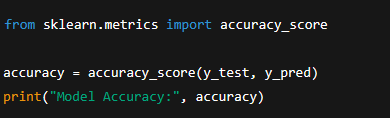 from sklearn.metrics import accuracy_score
accuracy = accuracy_score(y_test, y_pred)
print("Model Accuracy:", accuracy)